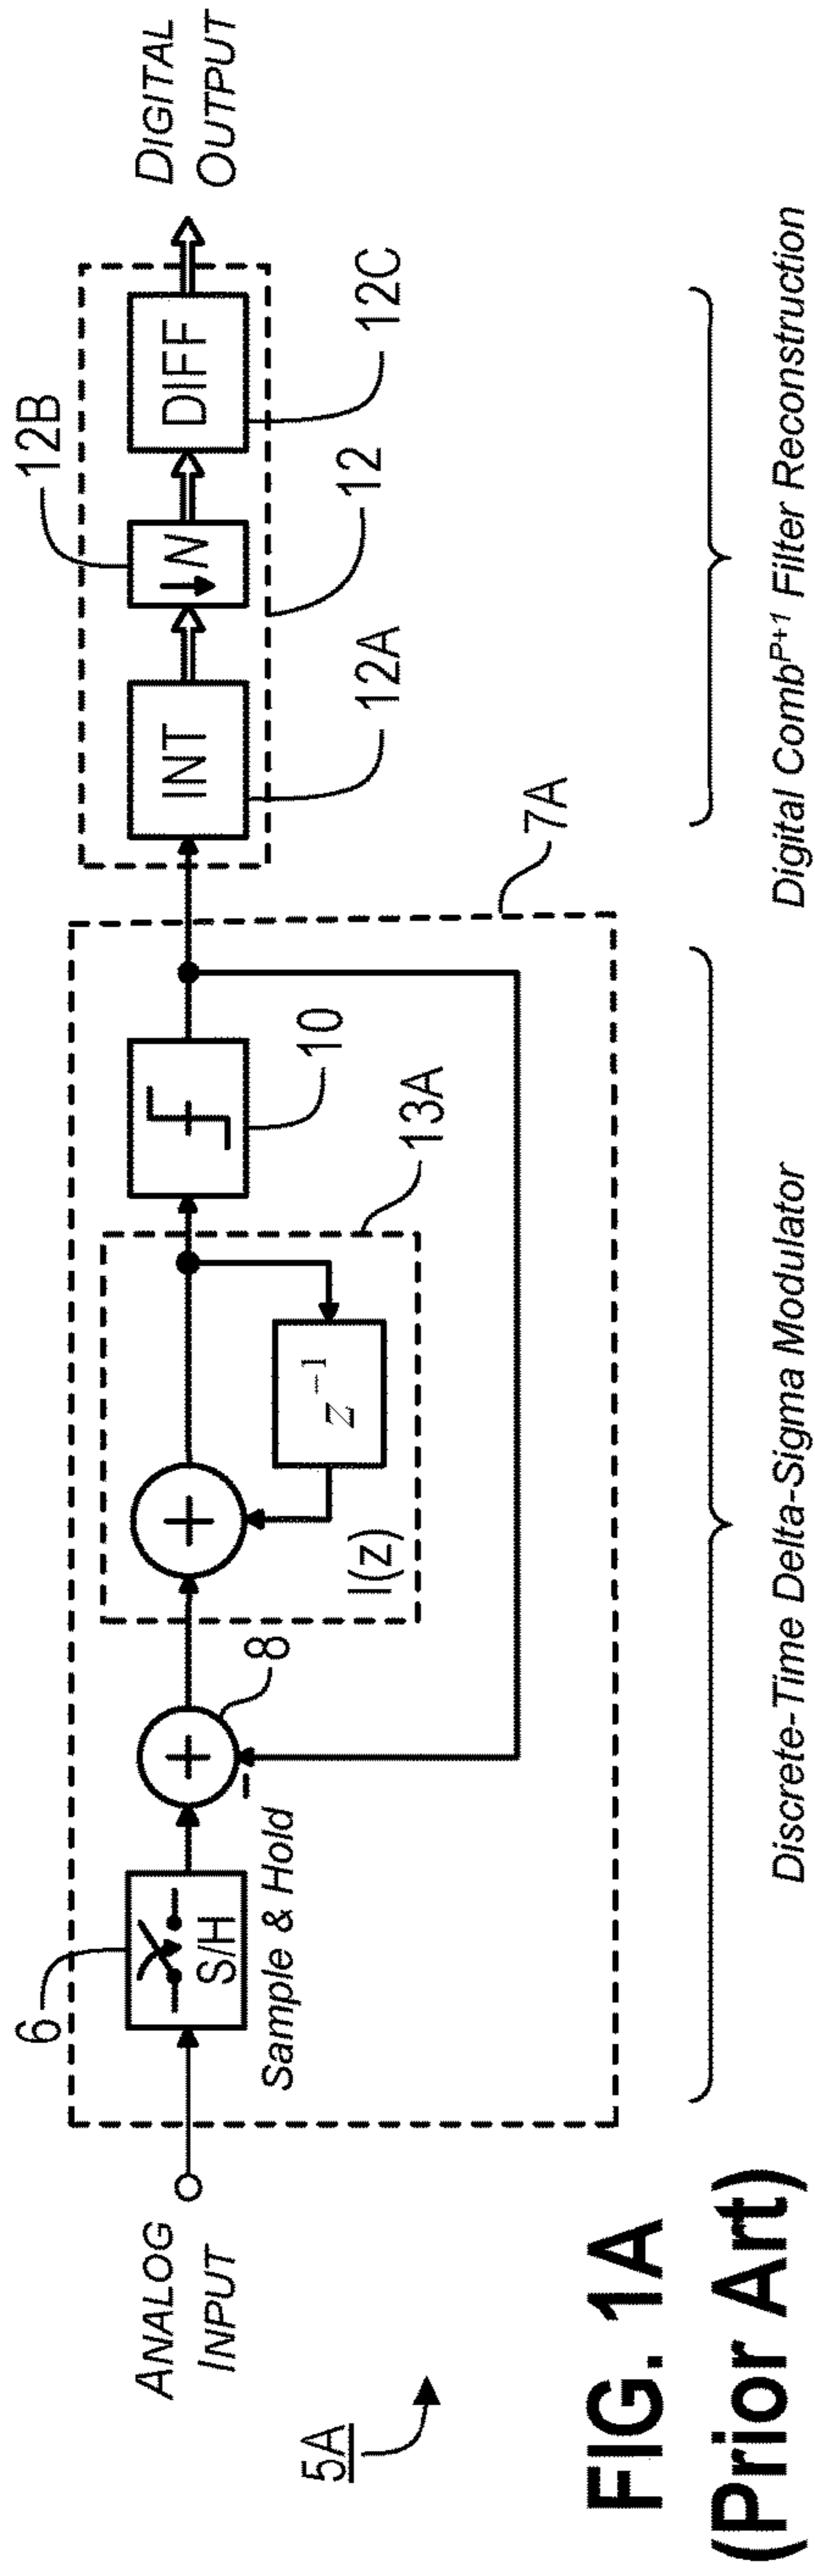 ANALOG
INPUT
6
S/H
Sample & Hold
+
−
8
+
I(z)
z⁻¹
13A
10
7A
INT
12A
12
↓N
12B
DIFF
12C
DIGITAL
OUTPUT
Discrete-Time Delta-Sigma Modulator
Digital Combᴾ⁺¹ Filter Reconstruction
5A
FIG. 1A
(Prior Art)